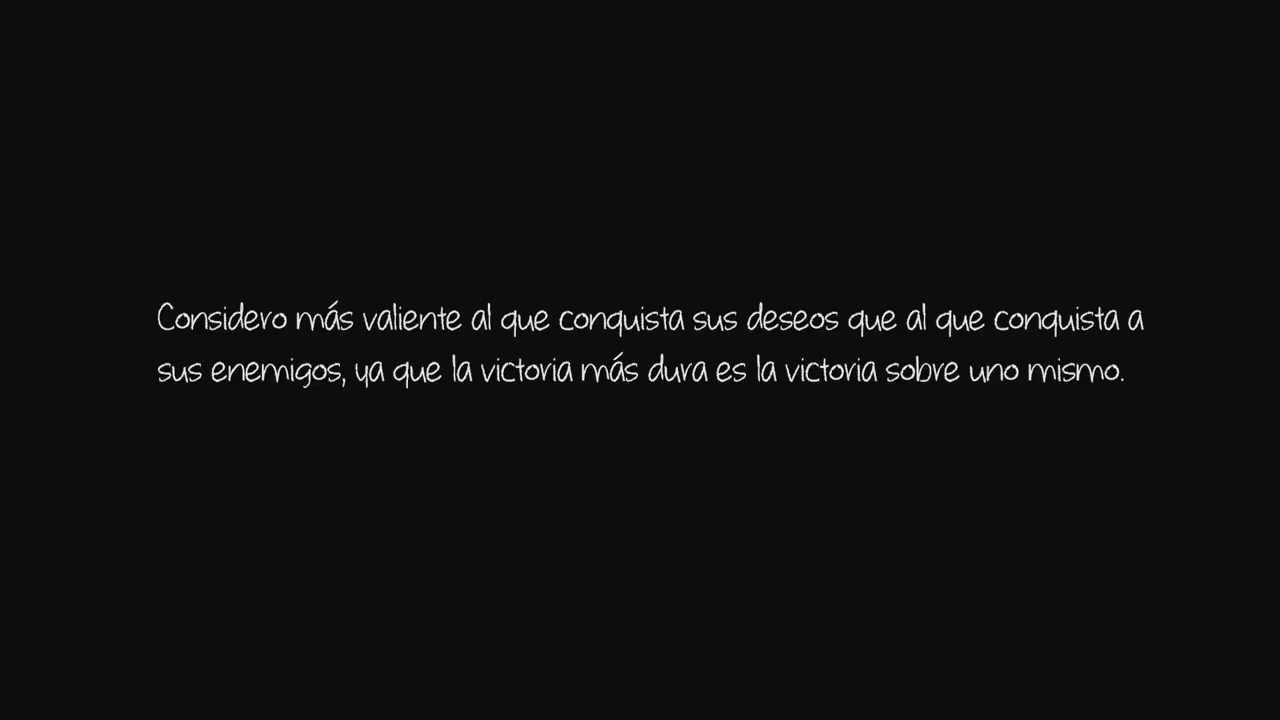 Considero más valiente al que conquista sus deseos que al que conquista a
sus enemigos, ya que la victoria más dura es la victoria sobre uno mismo.